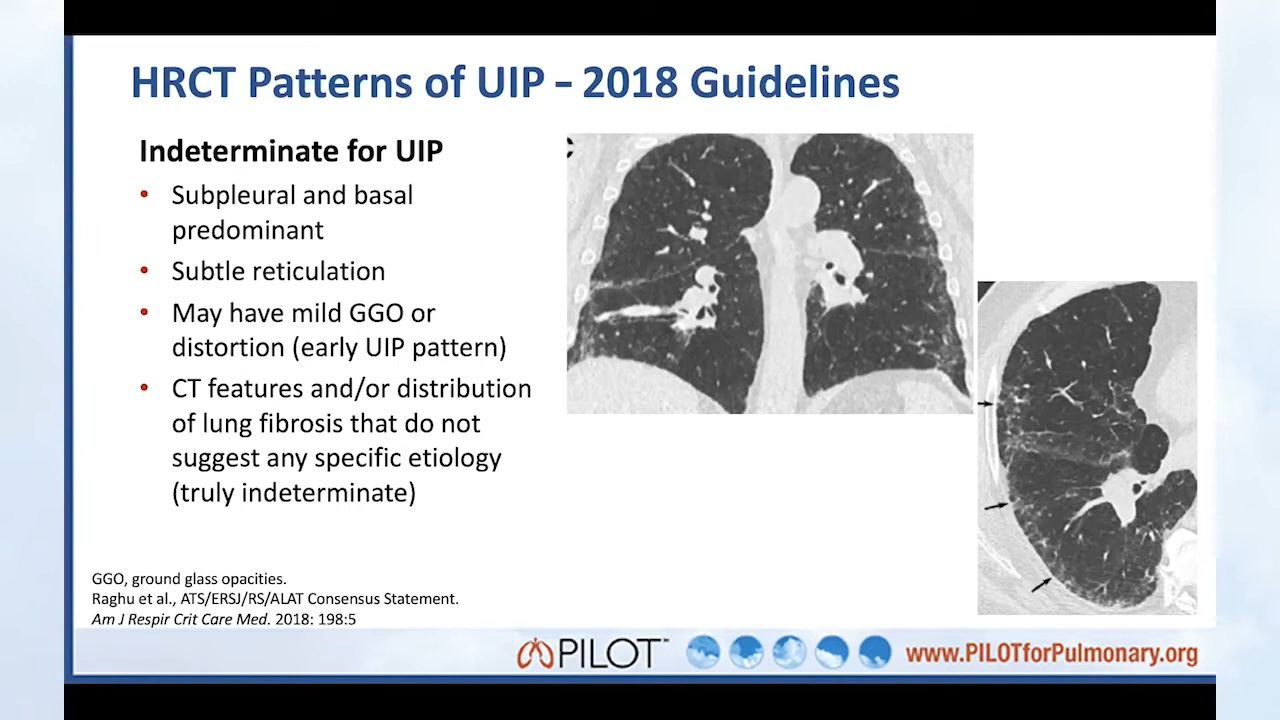 HRCT Patterns of UIP – 2018 Guidelines
Indeterminate for UIP
• Subpleural and basal
predominant
• Subtle reticulation
• May have mild GGO or
distortion (early UIP pattern)
• CT features and/or distribution
of lung fibrosis that do not
suggest any specific etiology
(truly indeterminate)
GGO, ground glass opacities.
Raghu et al., ATS/ERSJ/RS/ALAT Consensus Statement.
Am J Respir Crit Care Med. 2018: 198:5
PILOT™ www.PILOTforPulmonary.org